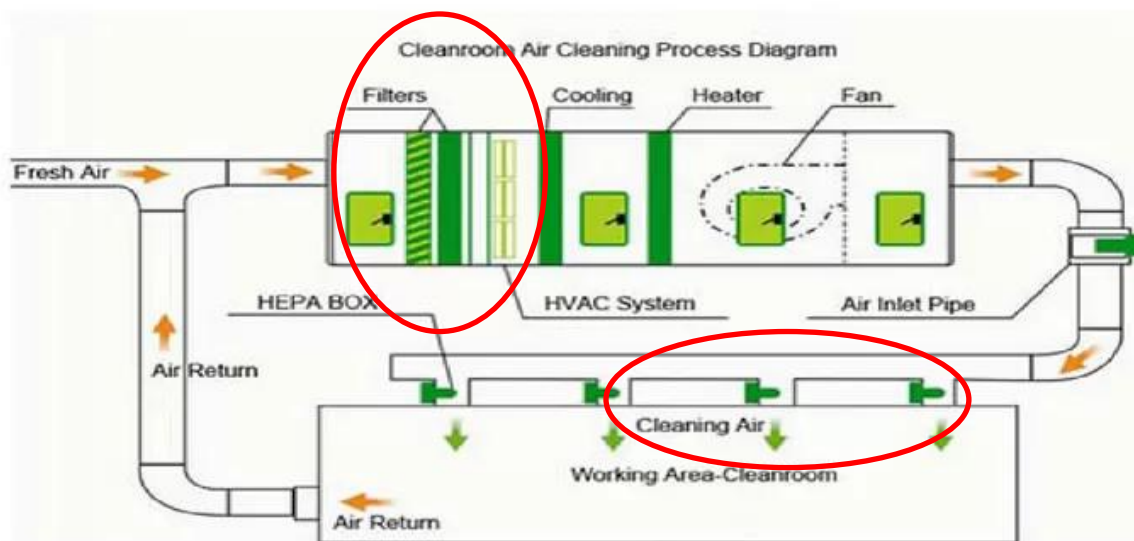 Cleanroom Air Cleaning Process Diagram
Filters
Cooling
Heater
Fan
Fresh Air
HEPA BOX
HVAC System
Air Inlet Pipe
Air Return
Cleaning Air
Working Area-Cleanroom
Air Return